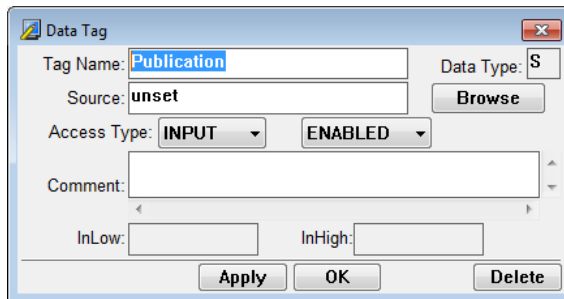 Data Tag
Tag Name: Publication Data Type: S
Source: unset Browse
Access Type: INPUT ENABLED
Comment:
InLow: InHigh:
Apply OK Delete